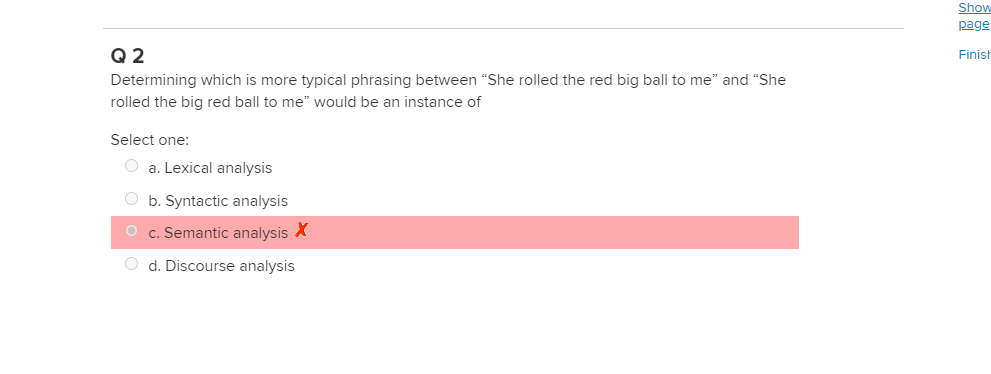 Show
page
Finish
Q 2
Determining which is more typical phrasing between “She rolled the red big ball to me” and “She
rolled the big red ball to me” would be an instance of
Select one:
a. Lexical analysis
b. Syntactic analysis
c. Semantic analysis ✗
d. Discourse analysis